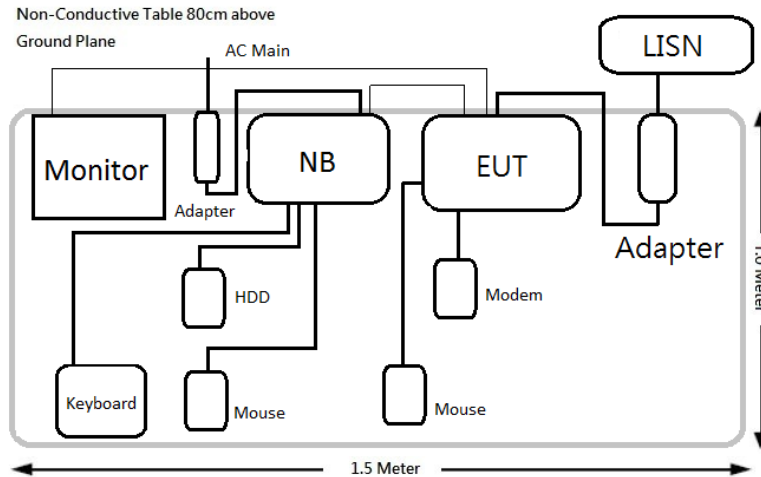 Non-Conductive Table 80cm above
Ground Plane
AC Main
LISN
Monitor
NB
EUT
Adapter
Adapter
HDD
Modem
Keyboard
Mouse
Mouse
Meter
1.5 Meter